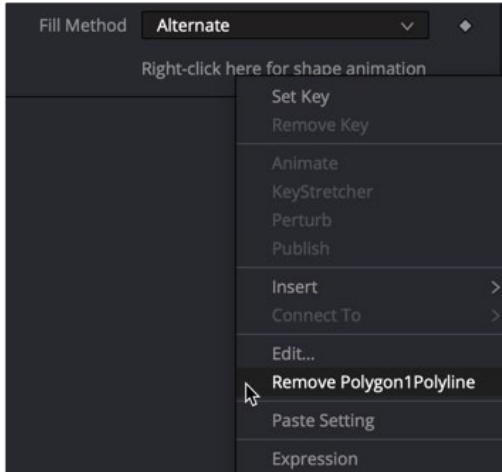 Fill Method Alternate
Right-click here for shape animation
Set Key
Remove Key
Animate
KeyStretcher
Perturb
Publish
Insert
Connect To
Edit...
Remove Polygon1Polyline
Paste Setting
Expression